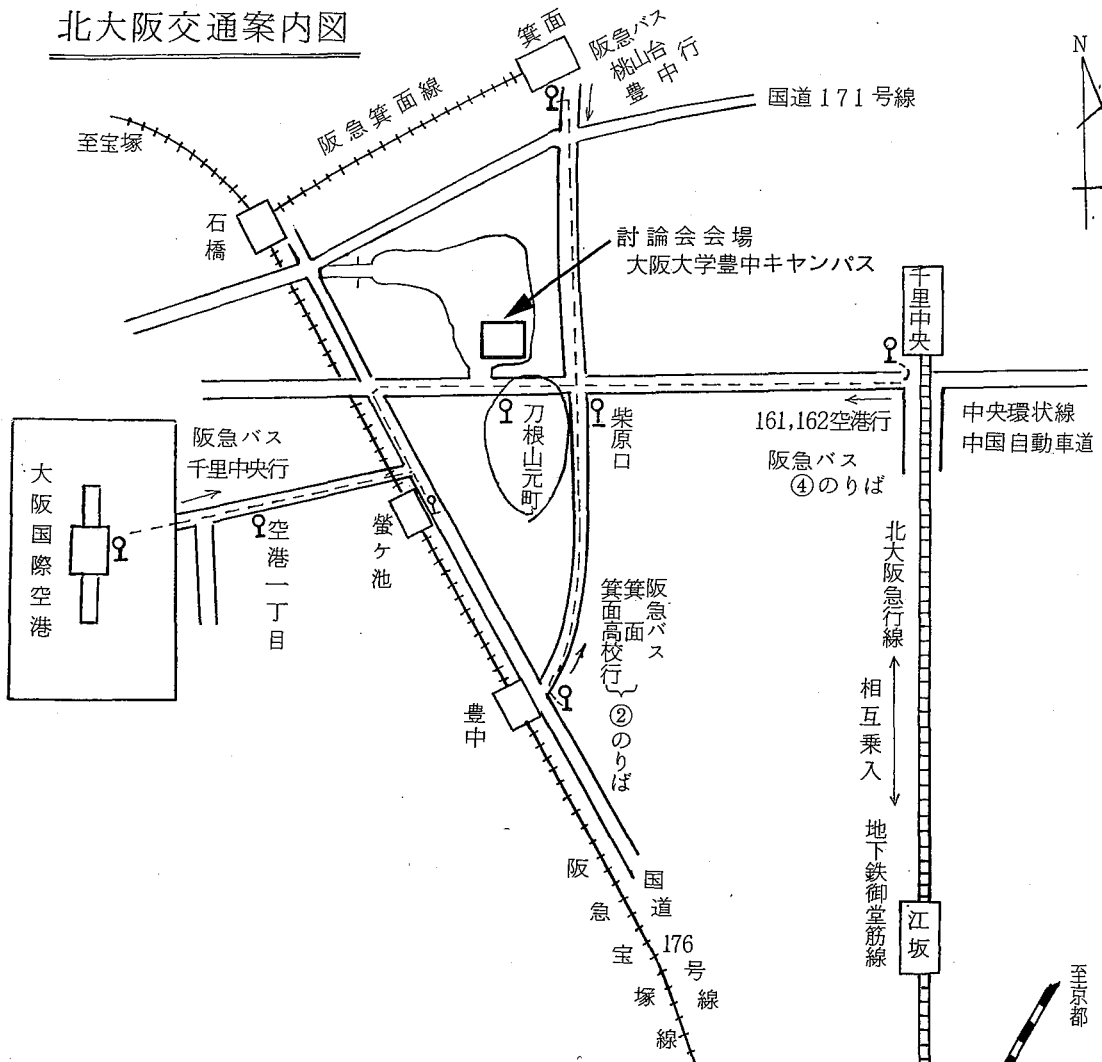 北大阪交通案内図
箕面
阪急バス
桃山台
豊中行
N
国道171号線
阪急箕面線
至宝塚
石橋
討論会会場
大阪大学豊中キヤンパス
千里中央
161,162空港行
中央環状線
中国自動車道
阪急バス
④のりば
刀根山元町
柴原口
阪急バス
千里中央行
大阪国際空港
空港一丁目
螢ケ池
北大阪急行線
阪急バス
箕面
箕面高校行
②のりば
豊中
相互乗入
地下鉄御堂筋線
江坂
国道176号線
阪急宝塚線
至京都